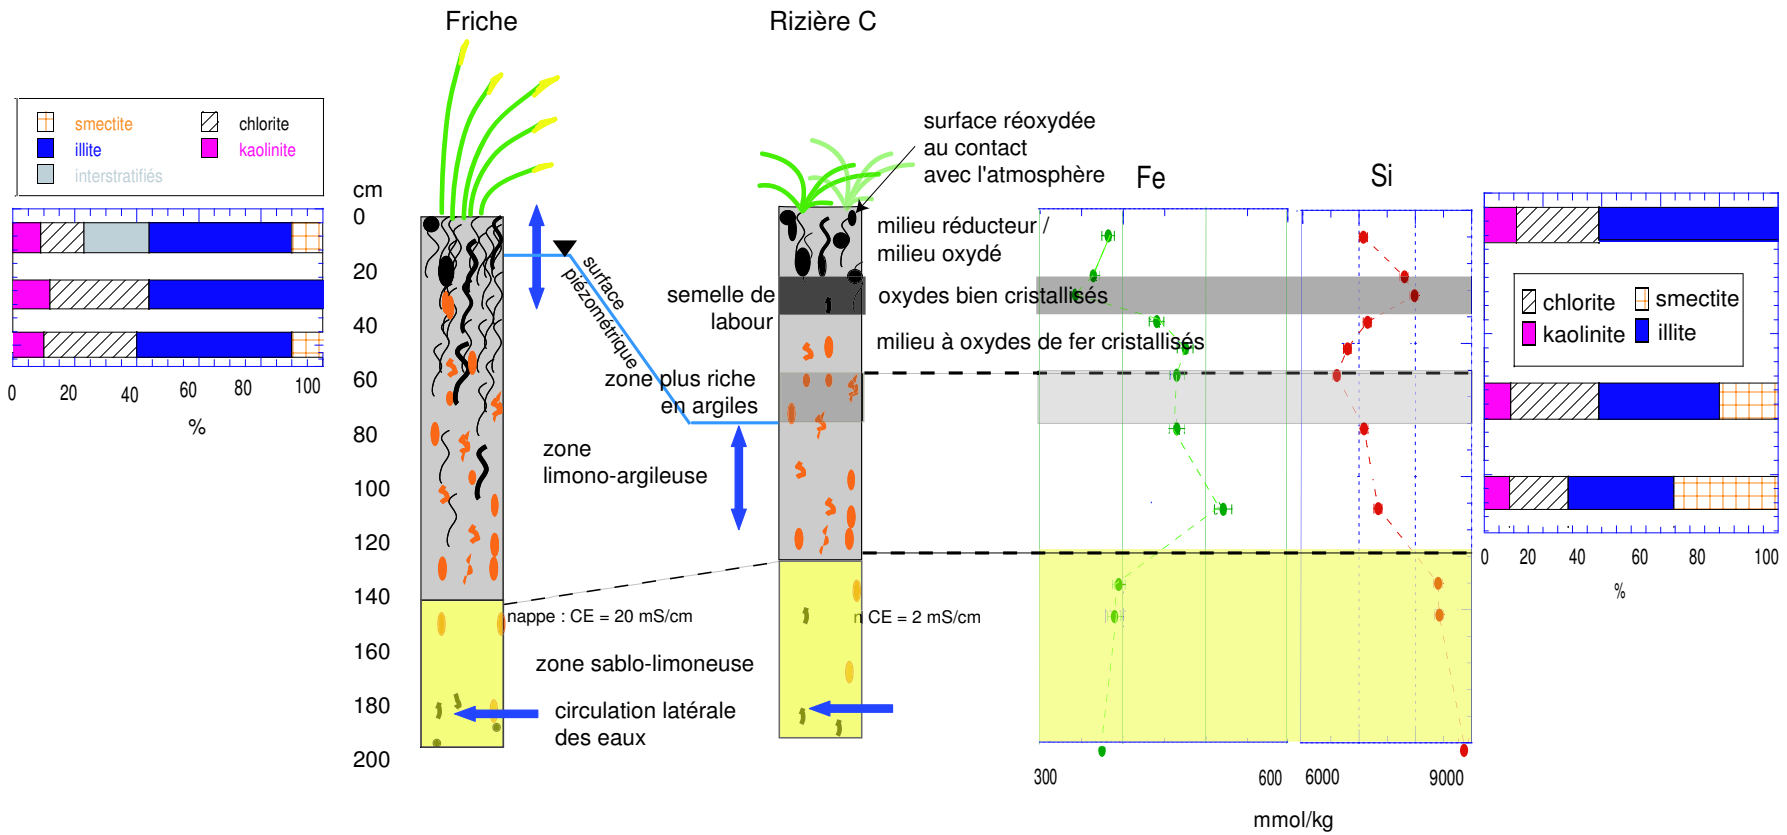 Friche
Rizière C
smectite
chlorite
illite
kaolinite
interstratifiés
0 20 40 60 80 100
%
cm
0
20
40
60
80
100
120
140
160
180
200
surface
piézométrique
surface réoxydée
au contact
avec l'atmosphère
milieu réducteur /
milieu oxydé
semelle de
labour
oxydes bien cristallisés
milieu à oxydes de fer cristallisés
zone plus riche
en argiles
zone
limono-argileuse
nappe : CE = 20 mS/cm
n CE = 2 mS/cm
zone sablo-limoneuse
circulation latérale
des eaux
Fe
Si
300 600
6000 9000
mmol/kg
chlorite
smectite
kaolinite
illite
0 20 40 60 80 100
%